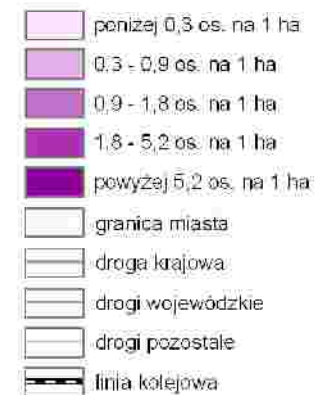 poniżej 0,3 os. na 1 ha
0,3 - 0,9 os. na 1 ha
0,9 - 1,8 os. na 1 ha
1,8 - 5,2 os. na 1 ha
powyżej 5,2 os. na 1 ha
granica miasta
droga krajowa
drogi wojewódzkie
drogi pozostałe
linia kolejowa